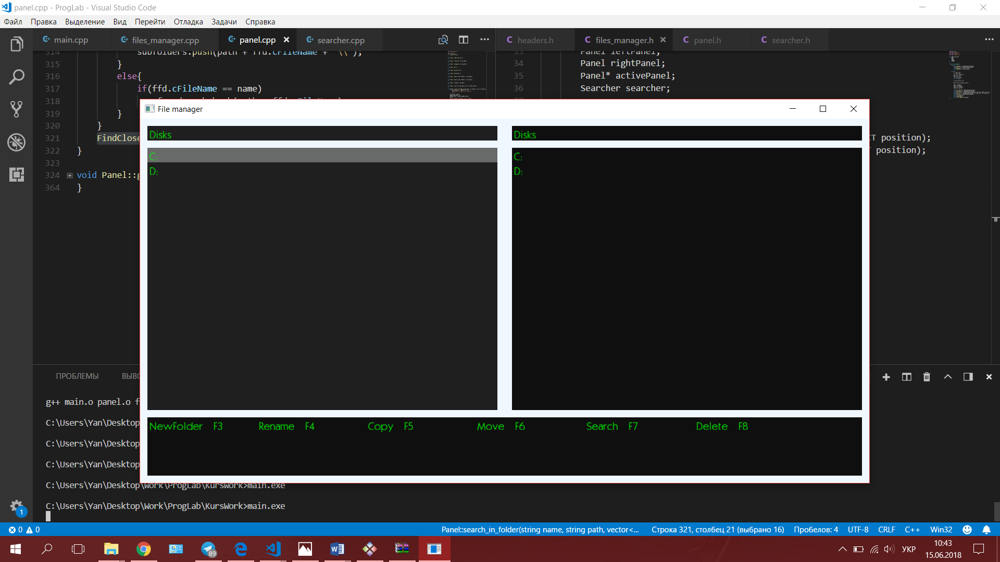 panel.cpp - ProgLab - Visual Studio Code
Файл Правка Выделение Вид Перейти Отладка Задачи Справка
main.cpp files_manager.cpp panel.cpp searcher.cpp headers.h files_manager.h panel.h searcher.h
314 subfolders.push(path + ffd.cFileName + "\\");
315 }
316 else{
317 if(ffd.cFileName == name)
318
319 }
320 }
321 FindClose
322 }
323
324 void Panel::g
364 }
33 Panel leftPanel;
34 Panel rightPanel;
35 Panel* activePanel;
36 Searcher searcher;
T position);
position);
File manager
Disks
C:
D:
Disks
C:
D:
NewFolder F3 Rename F4 Copy F5 Move F6 Search F7 Delete F8
ПРОБЛЕМЫ ВЫВО
g++ main.o panel.o f
C:\Users\Yan\Desktop
C:\Users\Yan\Desktop
C:\Users\Yan\Desktop
C:\Users\Yan\Desktop\Work\ProgLab\KursWork>main.exe
C:\Users\Yan\Desktop\Work\ProgLab\KursWork>main.exe
1
0 0 Panel::search_in_folder(string name, string path, vector<... Строка 321, столбец 21 (выбрано 16) Пробелов: 4 UTF-8 CRLF C++ Win32
89
УКР
10:43
15.06.2018